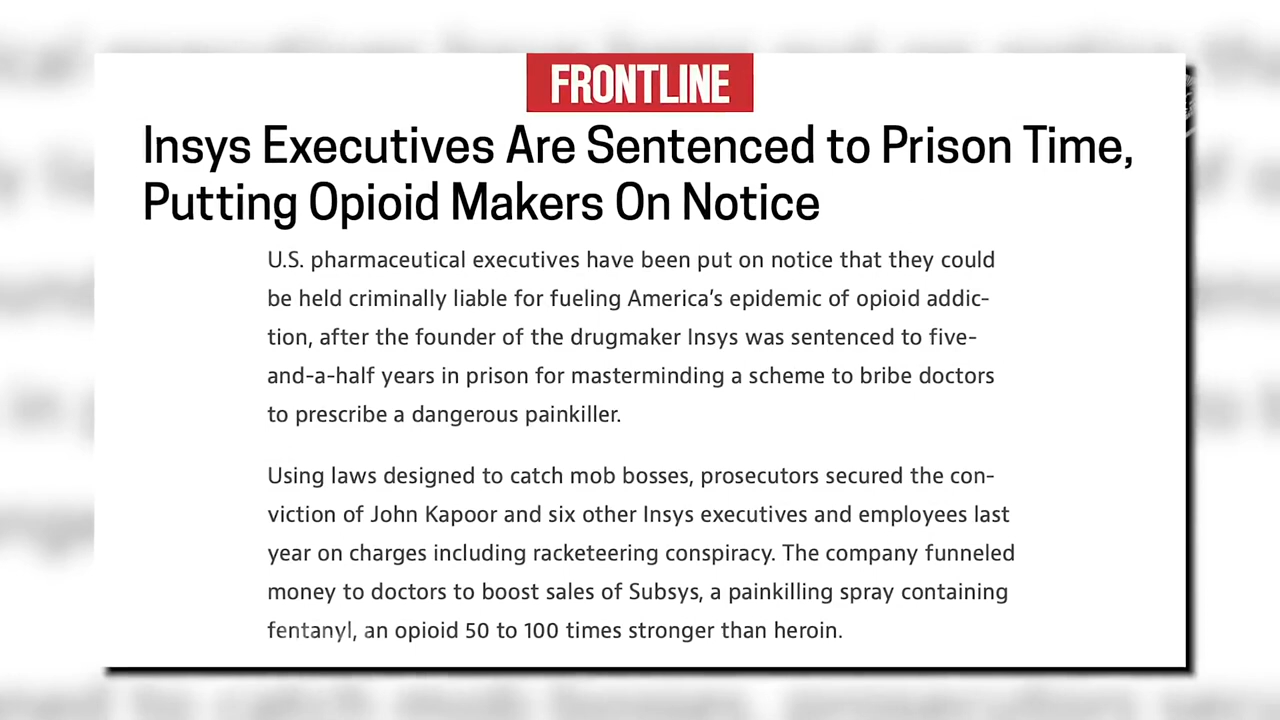 FRONTLINE
Insys Executives Are Sentenced to Prison Time,
Putting Opioid Makers On Notice
U.S. pharmaceutical executives have been put on notice that they could
be held criminally liable for fueling America's epidemic of opioid addic-
tion, after the founder of the drugmaker Insys was sentenced to five-
and-a-half years in prison for masterminding a scheme to bribe doctors
to prescribe a dangerous painkiller.
Using laws designed to catch mob bosses, prosecutors secured the con-
viction of John Kapoor and six other Insys executives and employees last
year on charges including racketeering conspiracy. The company funneled
money to doctors to boost sales of Subsys, a painkilling spray containing
fentanyl, an opioid 50 to 100 times stronger than heroin.